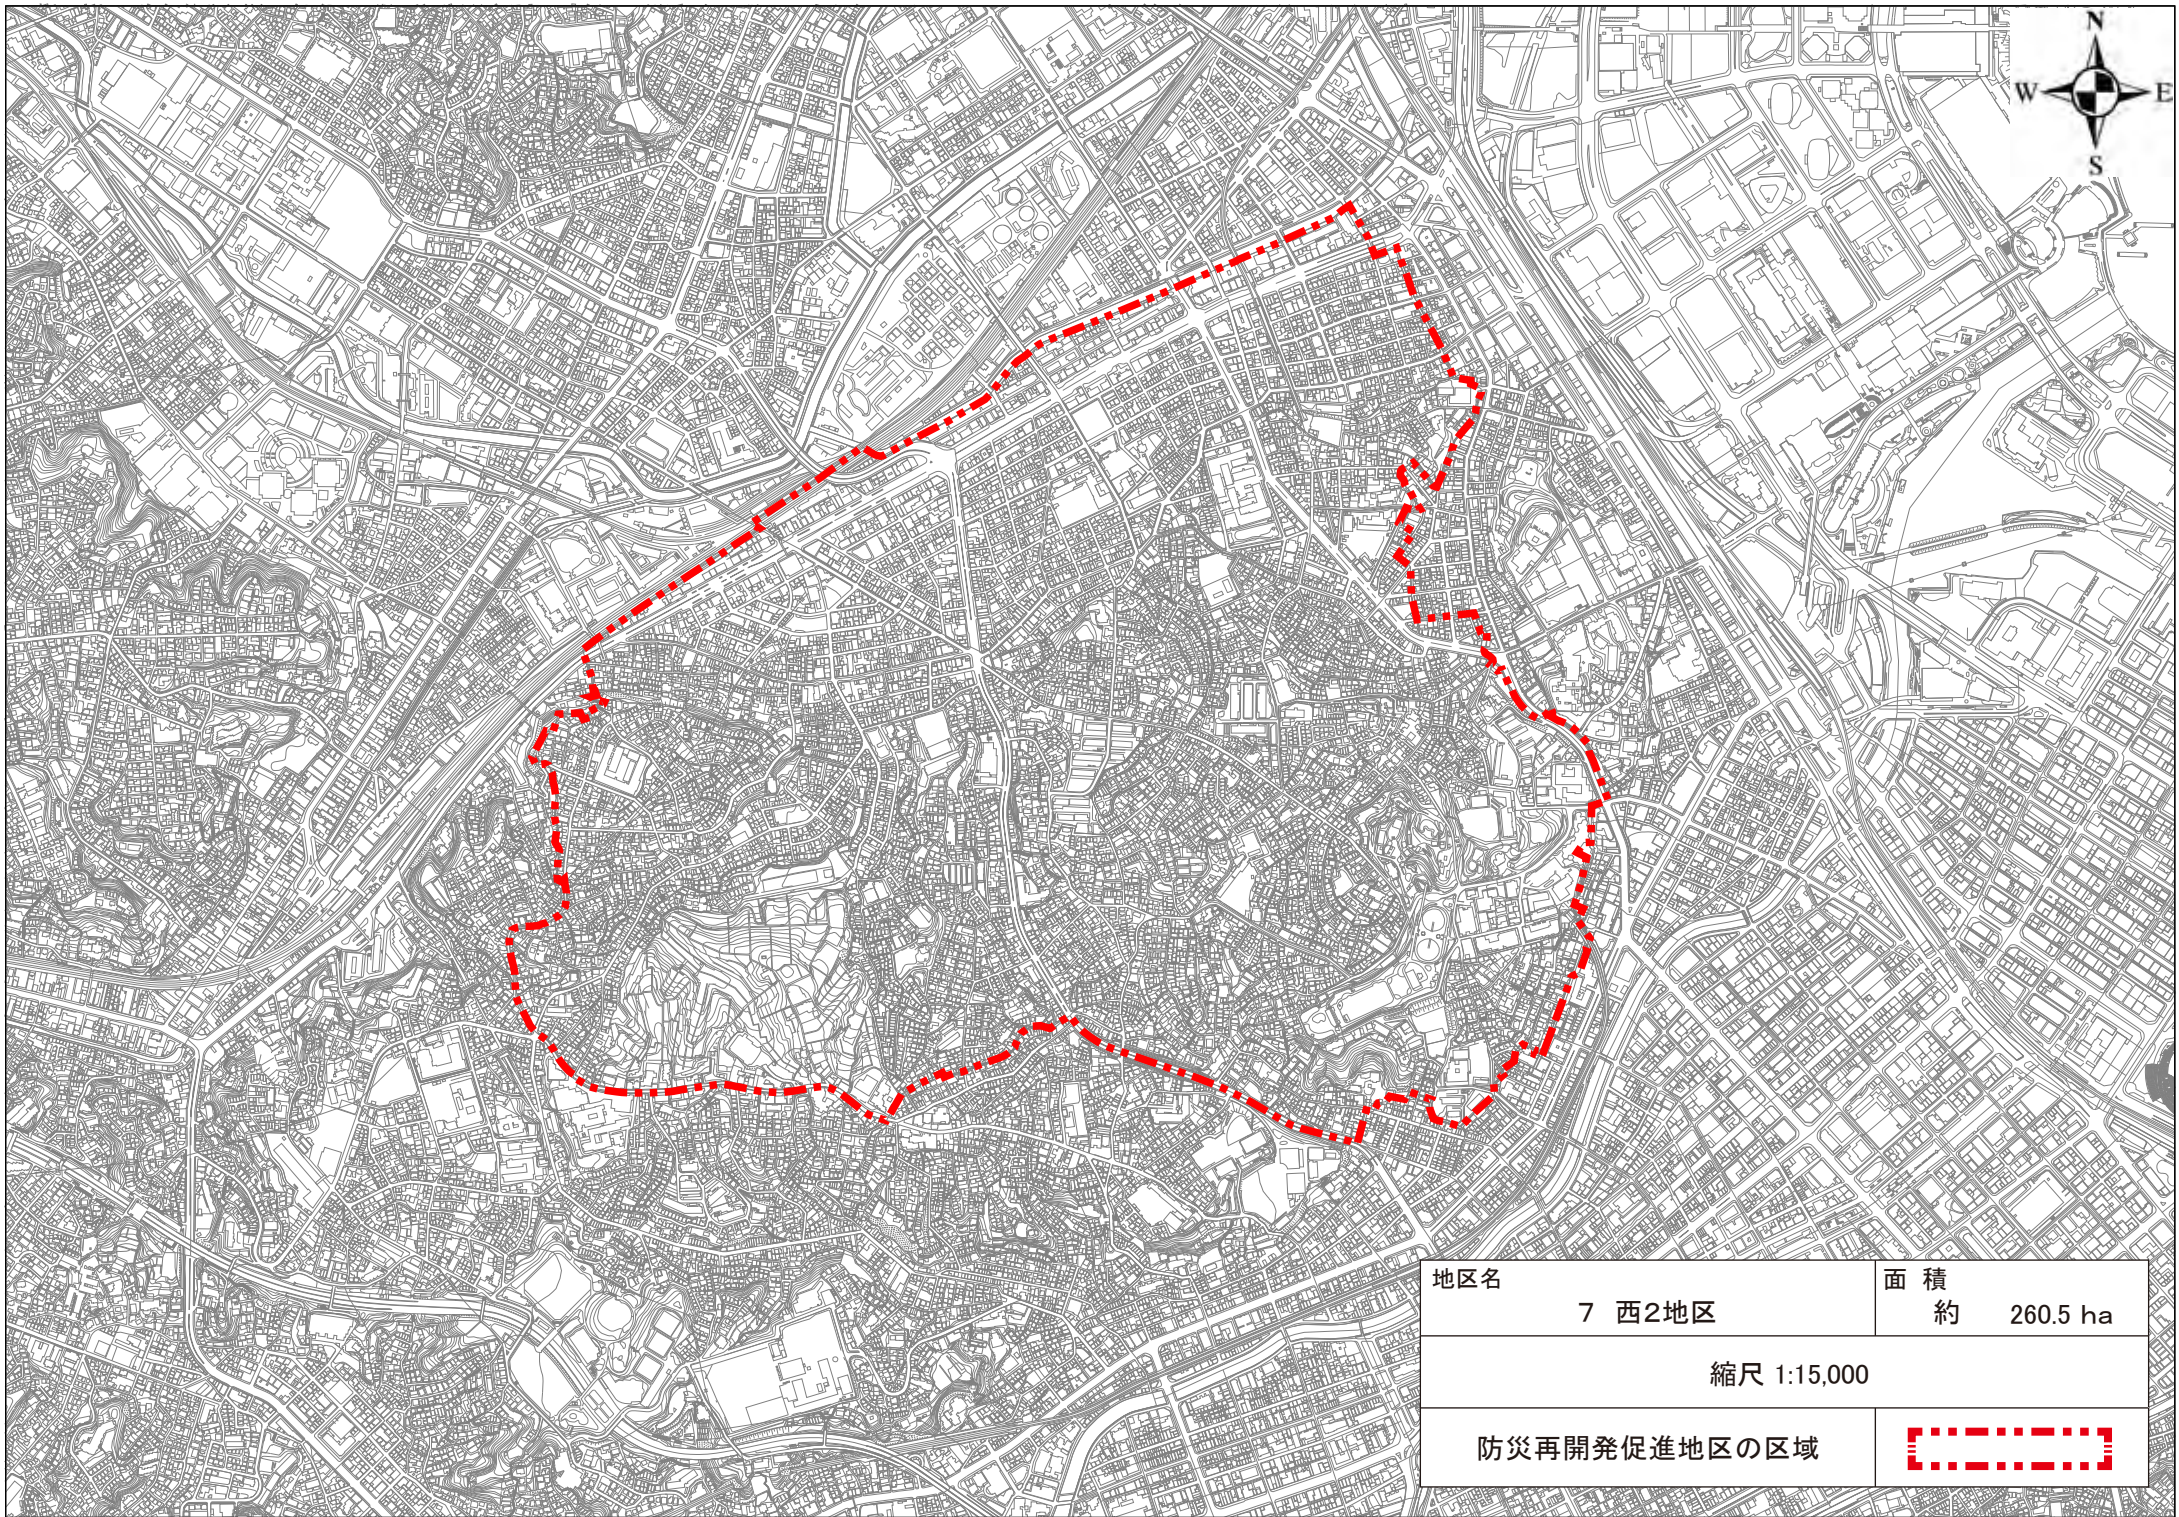 N
W E
S
地区名
7 西2地区
面 積
約 260.5 ha
縮尺 1:15,000
防災再開発促進地区の区域